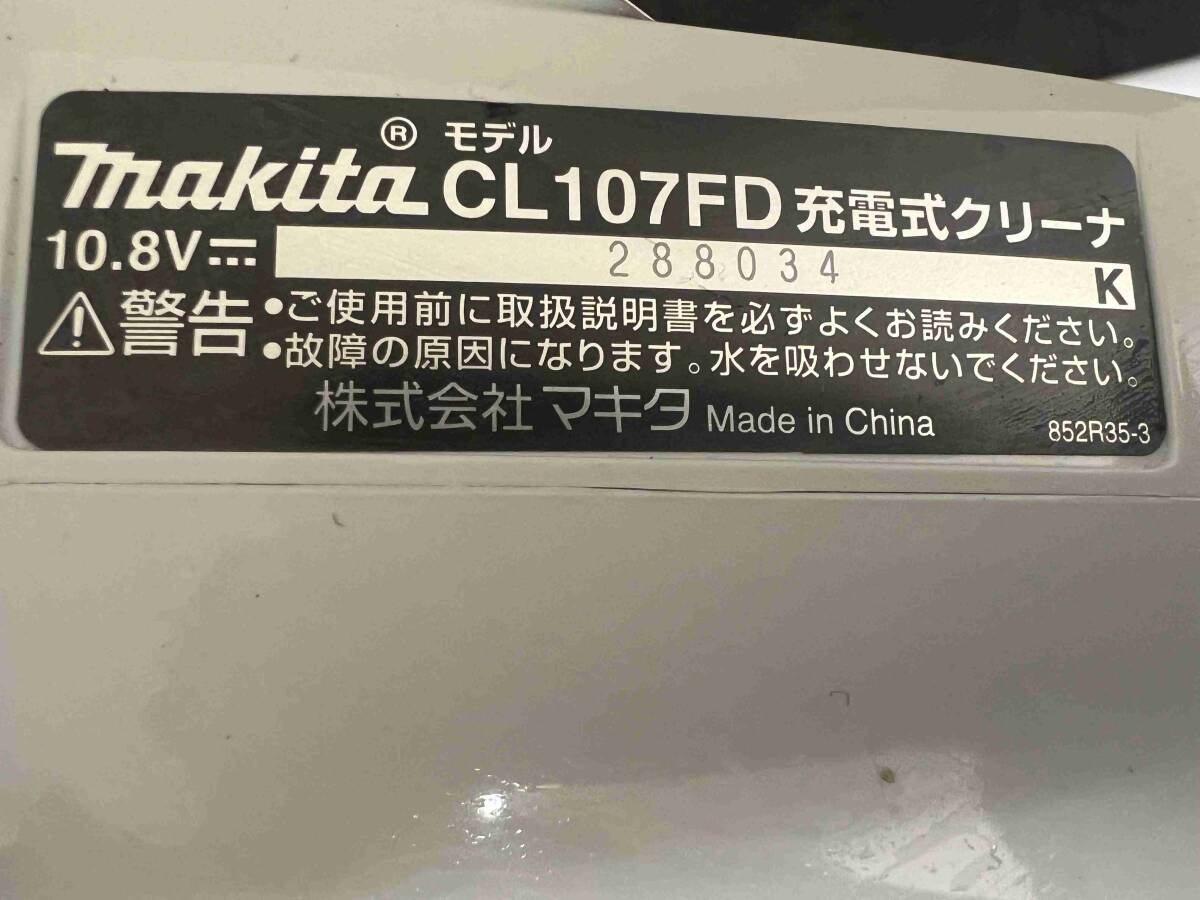 makita® モデル CL107FD 充電式クリーナ
10.8V⎓ 288034 K
⚠警告 •ご使用前に取扱説明書を必ずよくお読みください。
•故障の原因になります。水を吸わせないでください。
株式会社マキタ Made in China 852R35-3